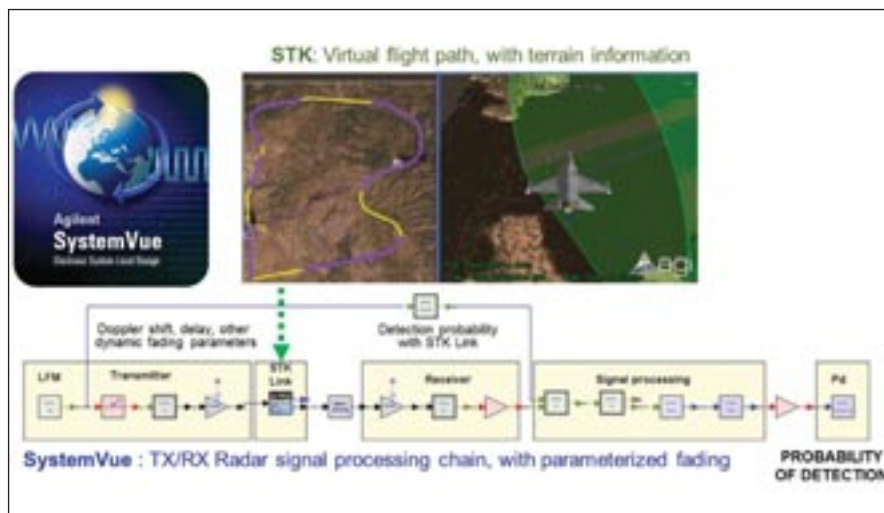 STK: Virtual flight path, with terrain information
Agilent
SystemVue
Electronic System-Level Design
AGI
Doppler shift, delay, other
dynamic fading parameters
Detection probability
with STK Link
LFM
Transmitter
STK
Link
Receiver
Signal processing
Pd
SystemVue : TX/RX Radar signal processing chain, with parameterized fading
PROBABILITY
OF DETECTION